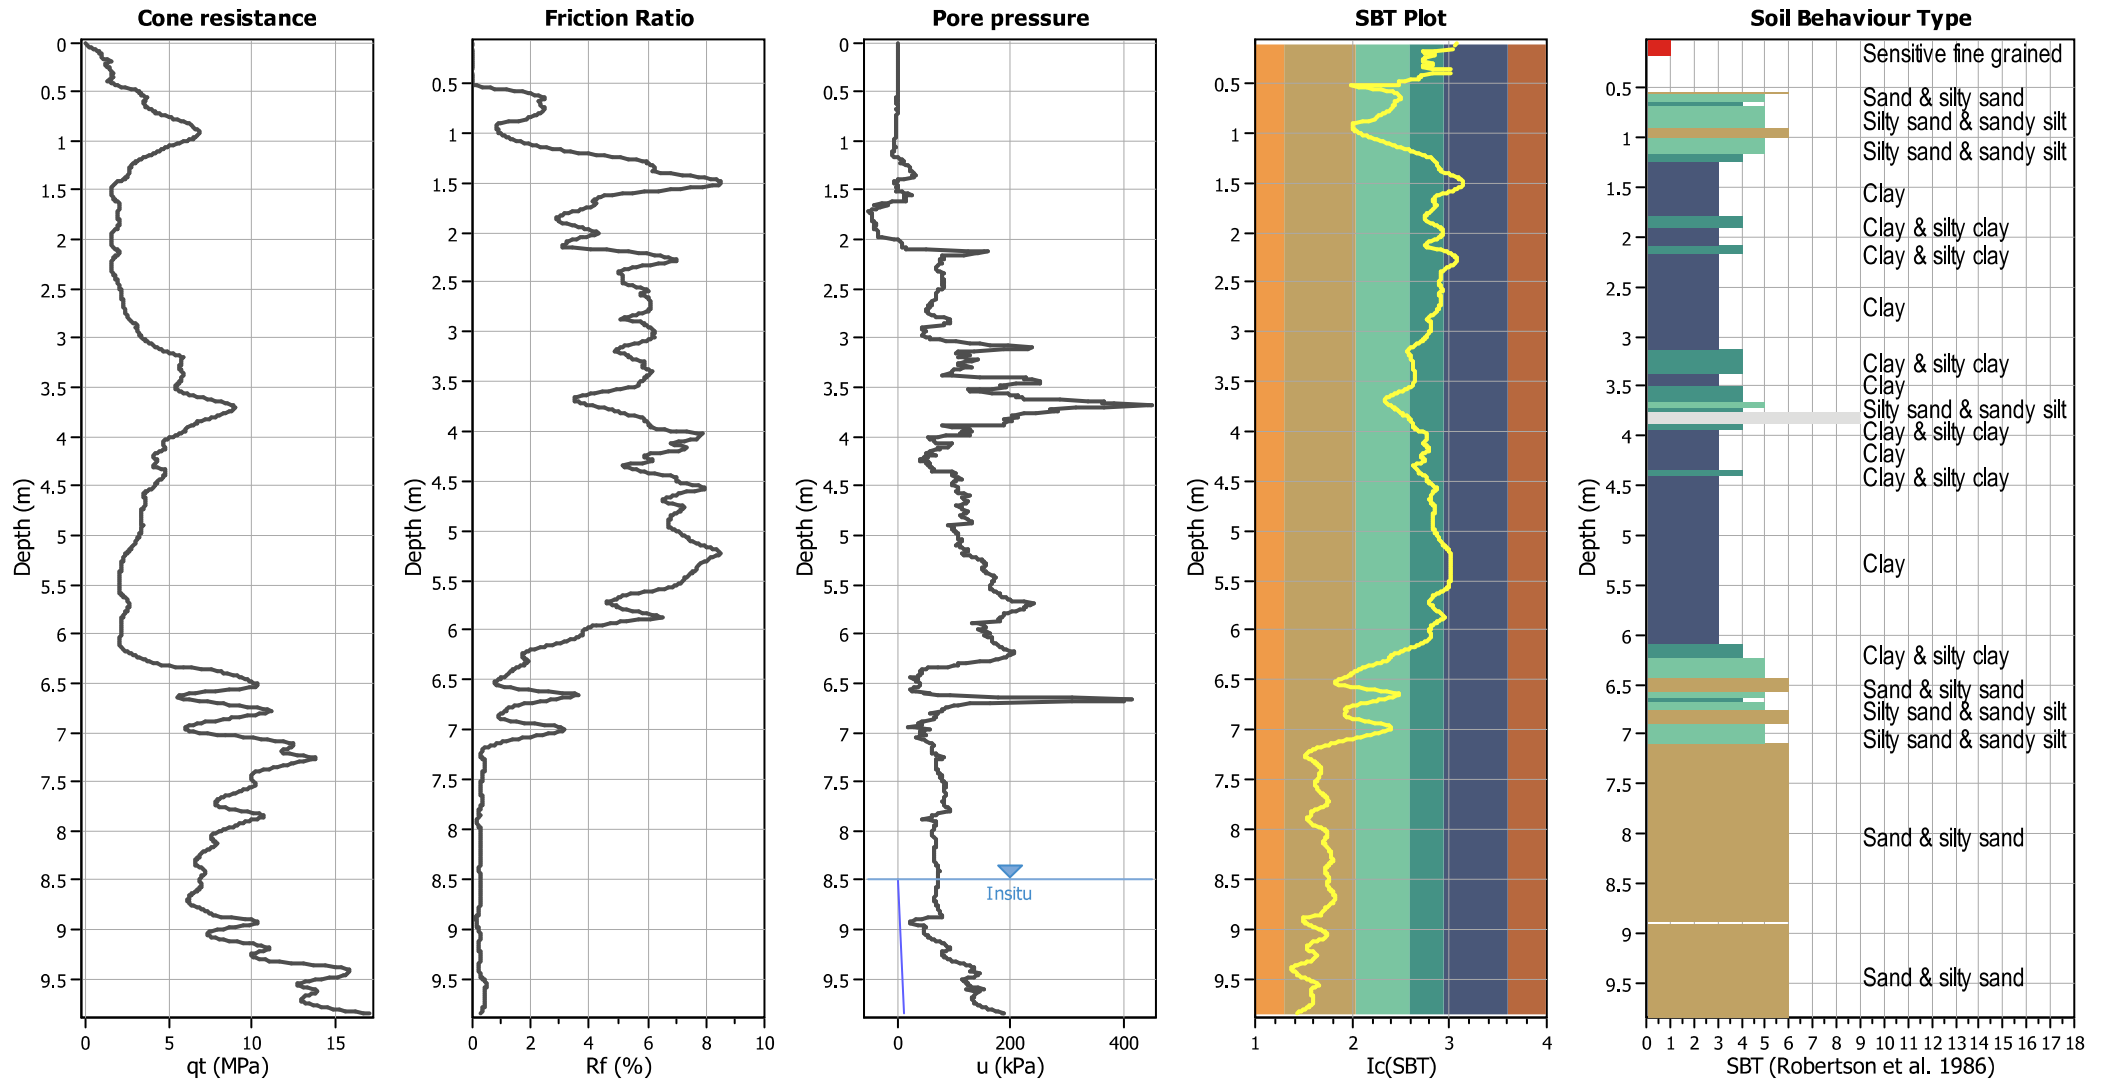 Cone resistance
0
0.5
1
1.5
2
2.5
3
3.5
4
4.5
5
5.5
6
6.5
7
7.5
8
8.5
9
9.5
Depth (m)
0 5 10 15
qt (MPa)
Friction Ratio
0.5
1
1.5
2
2.5
3
3.5
4
4.5
5
5.5
6
6.5
7
7.5
8
8.5
9
9.5
Depth (m)
0 2 4 6 8 10
Rf (%)
Pore pressure
0
0.5
1
1.5
2
2.5
3
3.5
4
4.5
5
5.5
6
6.5
7
7.5
8
8.5
9
9.5
Depth (m)
Insitu
0 200 400
u (kPa)
SBT Plot
0.5
1
1.5
2
2.5
3
3.5
4
4.5
5
5.5
6
6.5
7
7.5
8
8.5
9
9.5
Depth (m)
1 2 3 4
Ic(SBT)
Soil Behaviour Type
0.5
1
1.5
2
2.5
3
3.5
4
4.5
5
5.5
6
6.5
7
7.5
8
8.5
9
9.5
Depth (m)
Sensitive fine grained
Sand & silty sand
Silty sand & sandy silt
Silty sand & sandy silt
Clay
Clay & silty clay
Clay & silty clay
Clay
Clay & silty clay
Clay
Silty sand & sandy silt
Clay & silty clay
Clay
Clay & silty clay
Clay
Clay & silty clay
Sand & silty sand
Silty sand & sandy silt
Silty sand & sandy silt
Sand & silty sand
Sand & silty sand
0 1 2 3 4 5 6 7 8 9 10 11 12 13 14 15 16 17 18
SBT (Robertson et al. 1986)